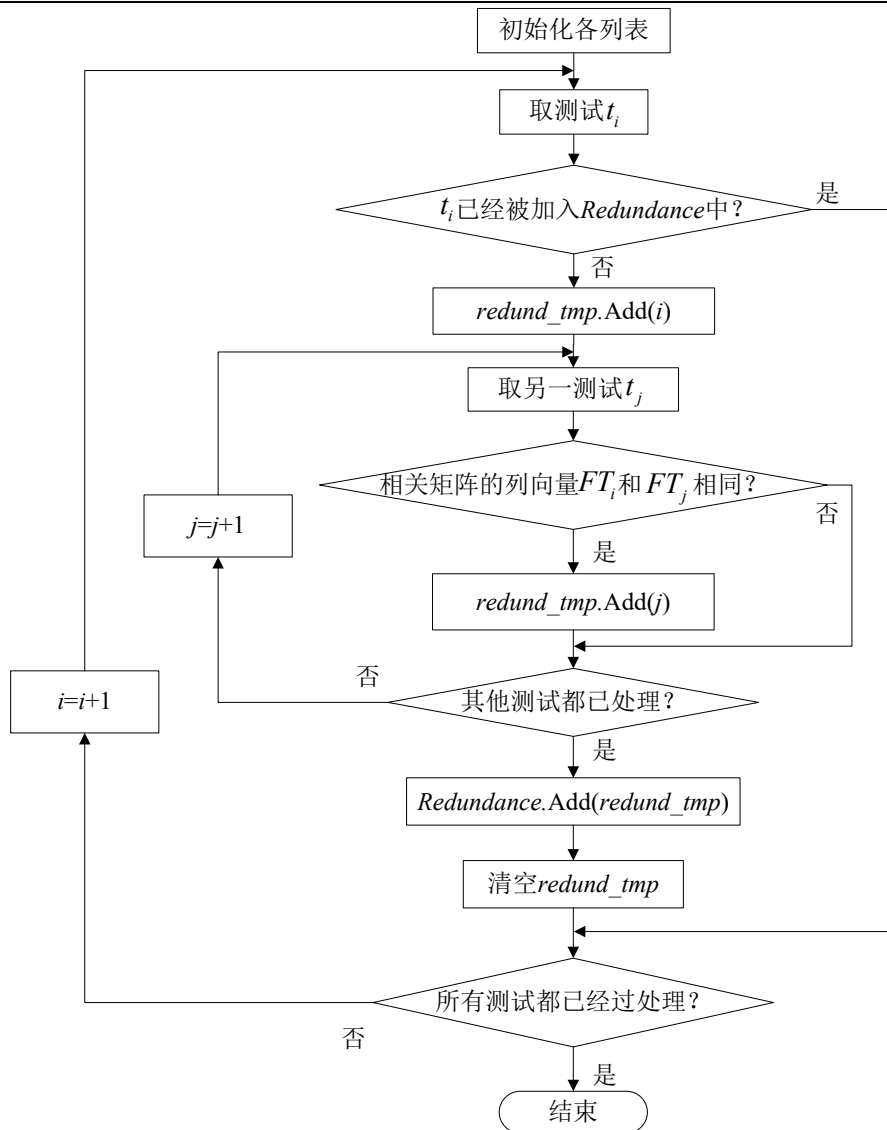 初始化各列表
取测试t_i
t_i已经被加入Redundance中？
是
否
redund_tmp.Add(i)
取另一测试t_j
相关矩阵的列向量FT_i和FT_j相同？
否
j=j+1
是
redund_tmp.Add(j)
否
i=i+1
其他测试都已处理？
是
Redundance.Add(redund_tmp)
清空redund_tmp
所有测试都已经过处理？
否
是
结束